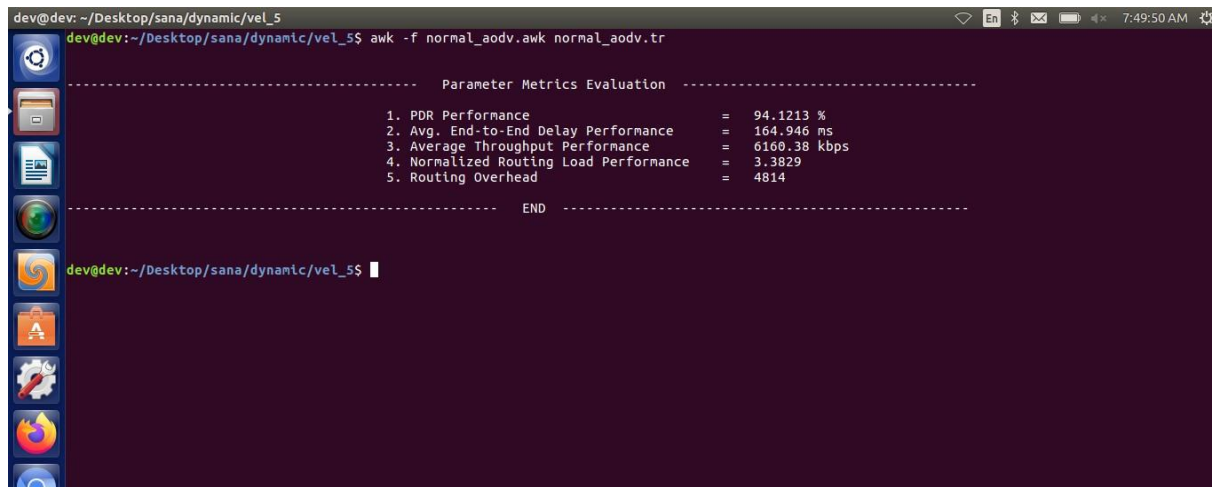 dev@dev: ~/Desktop/sana/dynamic/vel_5 En 7:49:50 AM
dev@dev:~/Desktop/sana/dynamic/vel_5$ awk -f normal_aodv.awk normal_aodv.tr
------------------------------------------- Parameter Metrics Evaluation ------------------------------------
1. PDR Performance = 94.1213 %
2. Avg. End-to-End Delay Performance = 164.946 ms
3. Average Throughput Performance = 6160.38 kbps
4. Normalized Routing Load Performance = 3.3829
5. Routing Overhead = 4814
----------------------------------------------------- END --------------------------------------------------
dev@dev:~/Desktop/sana/dynamic/vel_5$